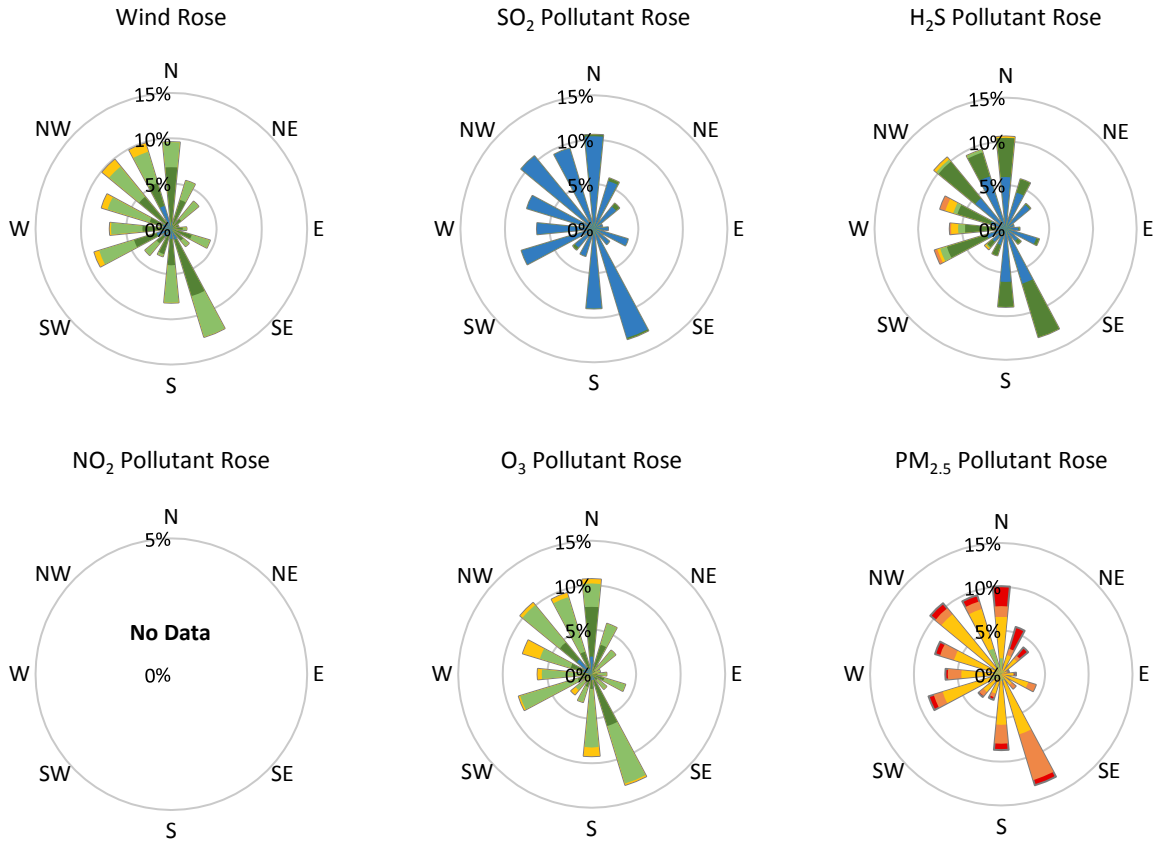 Wind Rose
N
15%
10%
5%
0%
NW
NE
W
E
SW
SE
S
SO₂ Pollutant Rose
N
15%
10%
5%
0%
NW
NE
W
E
SW
SE
S
H₂S Pollutant Rose
N
15%
10%
5%
0%
NW
NE
W
E
SW
SE
S
NO₂ Pollutant Rose
N
5%
NW
NE
No Data
W
0%
E
SW
SE
S
O₃ Pollutant Rose
N
15%
10%
5%
0%
NW
NE
W
E
SW
SE
S
PM₂.₅ Pollutant Rose
N
15%
10%
5%
0%
NW
NE
W
E
SW
SE
S